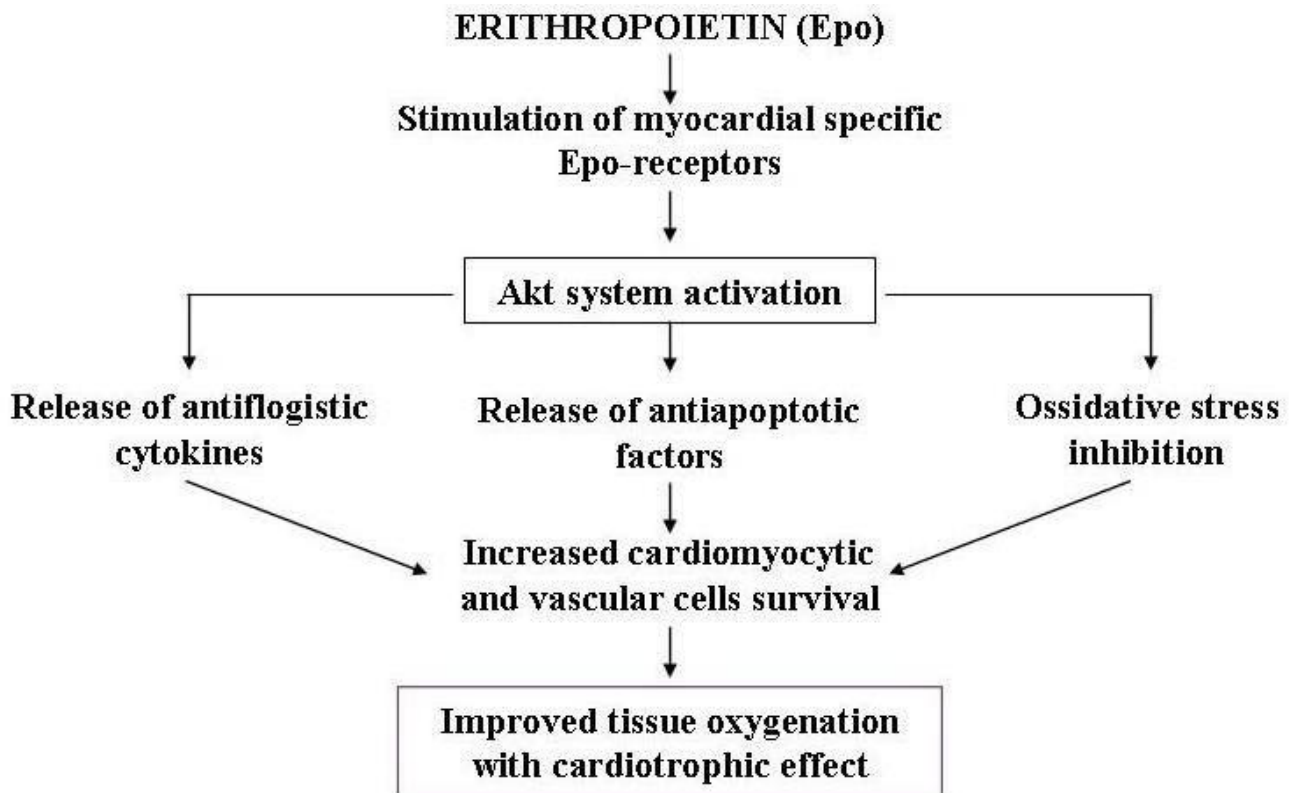 ERITHROPOIETIN (Epo)
Stimulation of myocardial specific
Epo-receptors
Akt system activation
Release of antiflogistic
cytokines
Release of antiapoptotic
factors
Ossidative stress
inhibition
Increased cardiomyocytic
and vascular cells survival
Improved tissue oxygenation
with cardiotrophic effect